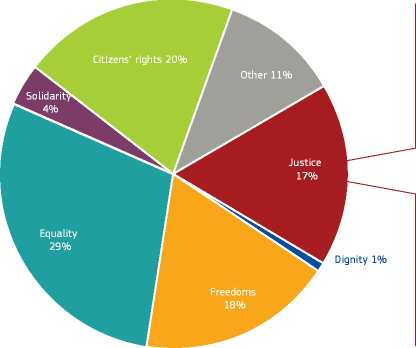 Citizens' rights 20%
Other 11%
Solidarity
4%
Justice
17%
Equality
29%
Dignity 1%
Freedoms
18%